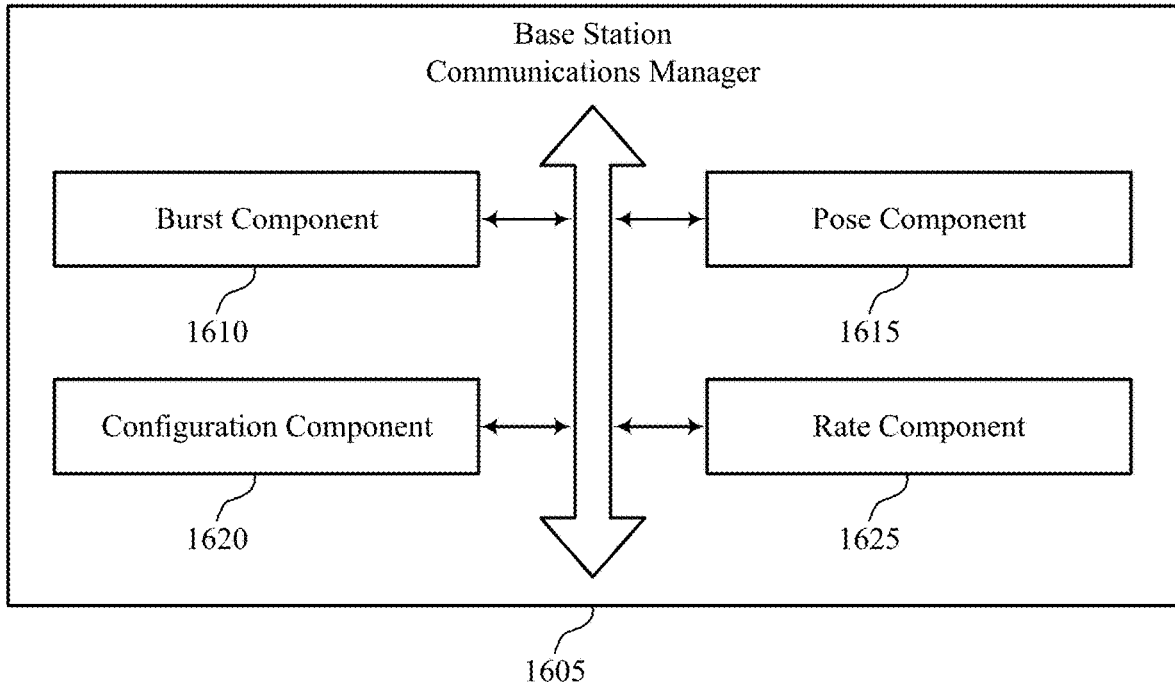 Base Station
Communications Manager
Burst Component
Pose Component
1610
1615
Configuration Component
Rate Component
1620
1625
1605